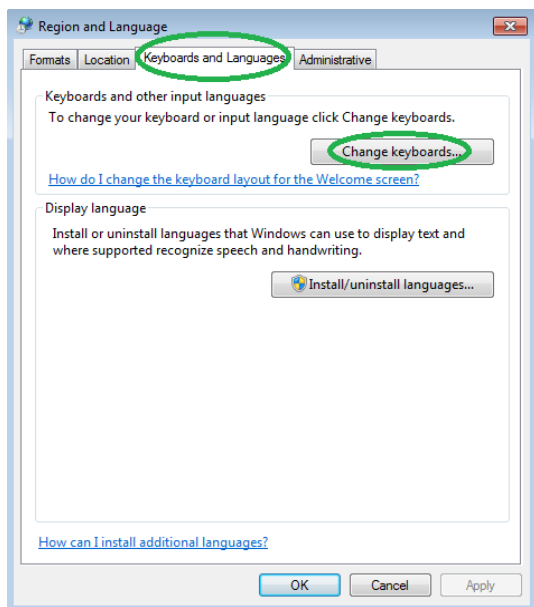 Region and Language
Formats Location Keyboards and Languages Administrative
Keyboards and other input languages
To change your keyboard or input language click Change keyboards.
Change keyboards...
How do I change the keyboard layout for the Welcome screen?
Display language
Install or uninstall languages that Windows can use to display text and
where supported recognize speech and handwriting.
Install/uninstall languages...
How can I install additional languages?
OK Cancel Apply